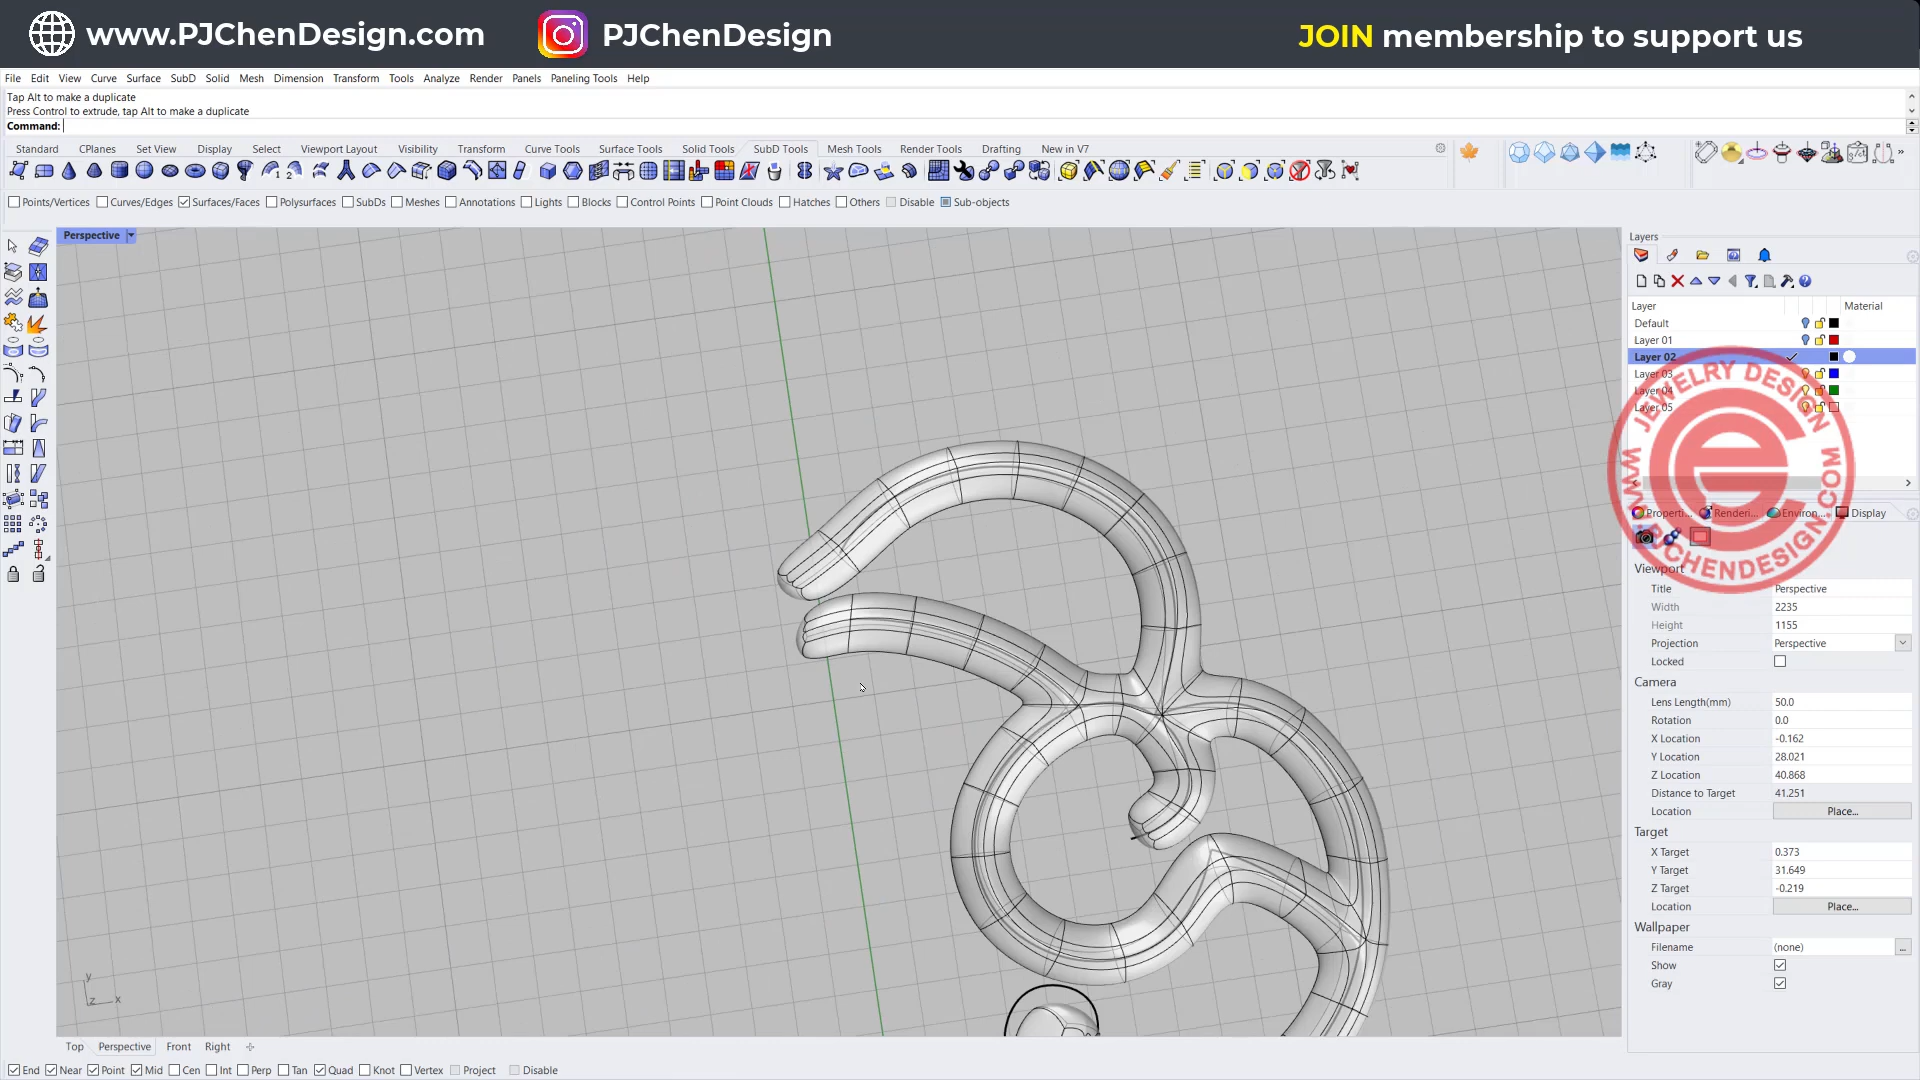 www.PJChenDesign.com PJChenDesign JOIN membership to support us
File Edit View Curve Surface SubD Solid Mesh Dimension Transform Tools Analyze Render Panels Paneling Tools Help
Tap Alt to make a duplicate
Press Control to extrude, tap Alt to make a duplicate
Command:
Standard CPlanes Set View Display Select Viewport Layout Visibility Transform Curve Tools Surface Tools Solid Tools SubD Tools Mesh Tools Render Tools Drafting New in V7
Points/Vertices Curves/Edges Surfaces/Faces Polysurfaces SubDs Meshes Annotations Lights Blocks Control Points Point Clouds Hatches Others Disable Sub-objects
Perspective
Layers
Layer Material
Default
Layer 01
Layer 02
Layer 03
Layer 04
Layer 05
JEWELRY DESIGN
WWW.PJCHENDESIGN.COM
Properti... Renderi... Environ... Display
Viewport
Title Perspective
Width 2235
Height 1155
Projection Perspective
Locked
Camera
Lens Length(mm) 50.0
Rotation 0.0
X Location -0.162
Y Location 28.021
Z Location 40.868
Distance to Target 41.251
Location Place...
Target
X Target 0.373
Y Target 31.649
Z Target -0.219
Location Place...
Wallpaper
Filename (none) ...
Show
Gray
y
z x
Top Perspective Front Right
End Near Point Mid Cen Int Perp Tan Quad Knot Vertex Project Disable